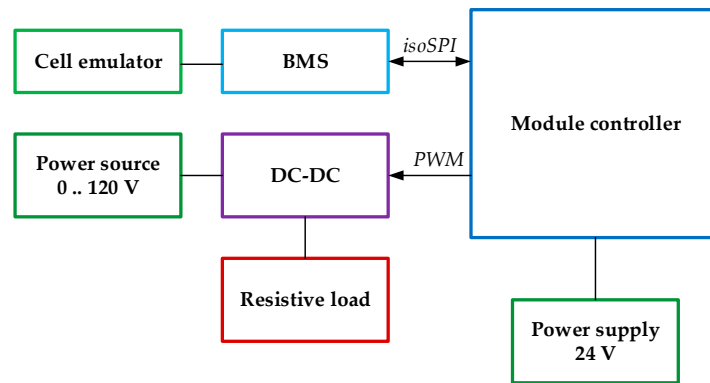 Cell emulator
BMS
isoSPI
Module controller
Power source
0 .. 120 V
DC-DC
PWM
Resistive load
Power supply
24 V